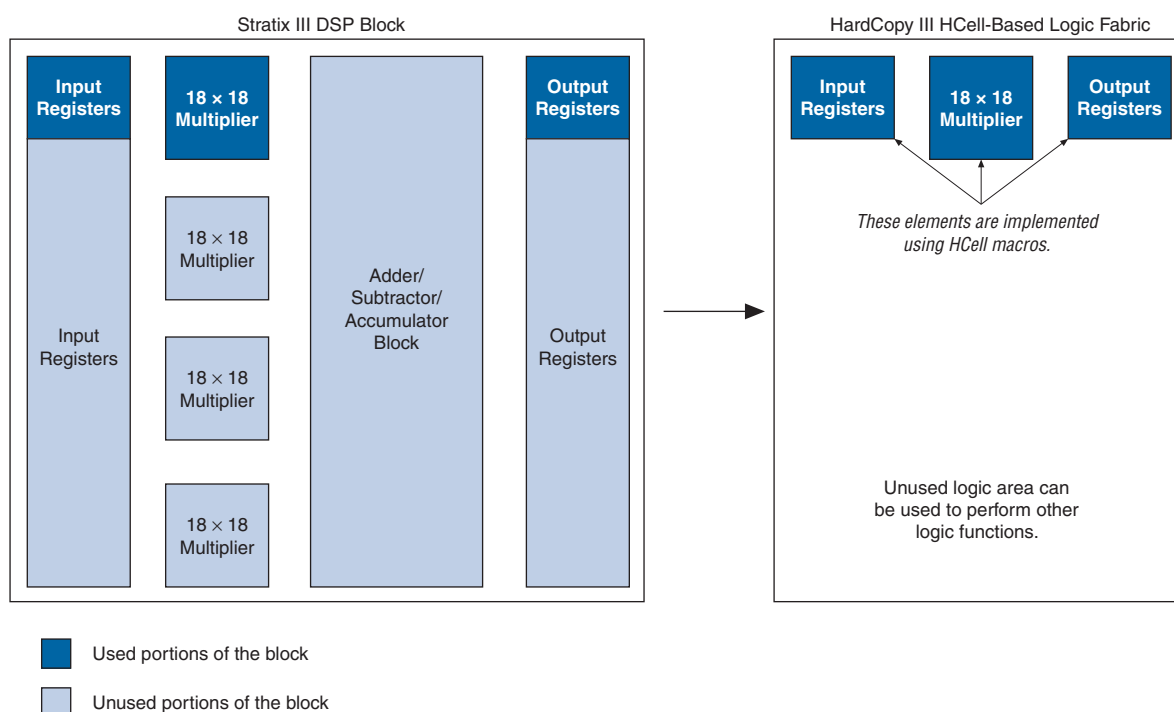 Stratix III DSP Block
HardCopy III HCell-Based Logic Fabric
Input
Registers
18 × 18
Multiplier
Output
Registers
Input
Registers
18 × 18
Multiplier
Output
Registers
18 × 18
Multiplier
These elements are implemented
using HCell macros.
Adder/
Subtractor/
Accumulator
Block
Input
Registers
18 × 18
Multiplier
Output
Registers
18 × 18
Multiplier
Unused logic area can
be used to perform other
logic functions.
Used portions of the block
Unused portions of the block